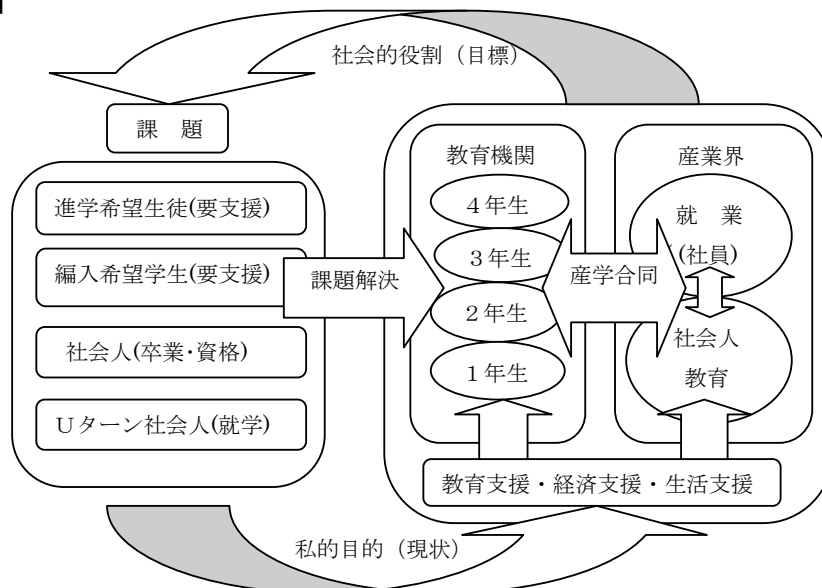 社会的役割（目標）
課　題
進学希望生徒(要支援)
編入希望学生(要支援)
社会人(卒業･資格)
Uターン社会人(就学)
課題解決
教育機関
４年生
３年生
２年生
１年生
産学合同
産業界
就　業
(社員)
社会人
教育
教育支援・経済支援・生活支援
私的目的（現状）